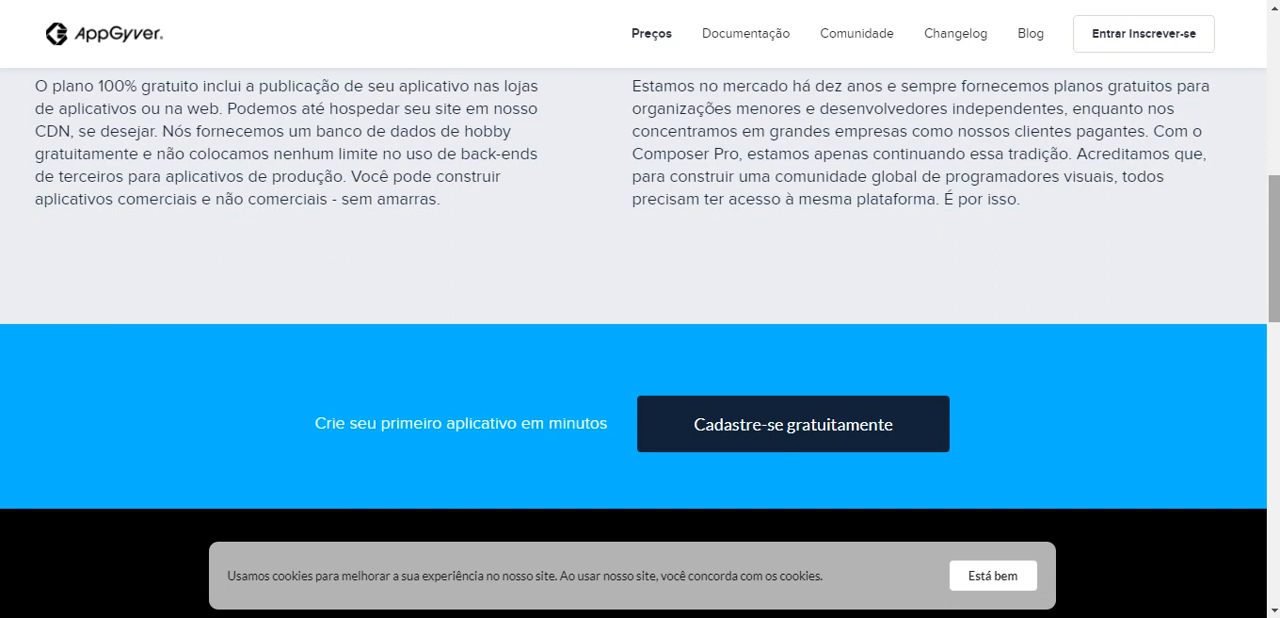 AppGyver.
Preços Documentação Comunidade Changelog Blog Entrar Inscrever-se
O plano 100% gratuito inclui a publicação de seu aplicativo nas lojas
de aplicativos ou na web. Podemos até hospedar seu site em nosso
CDN, se desejar. Nós fornecemos um banco de dados de hobby
gratuitamente e não colocamos nenhum limite no uso de back-ends
de terceiros para aplicativos de produção. Você pode construir
aplicativos comerciais e não comerciais - sem amarras.
Estamos no mercado há dez anos e sempre fornecemos planos gratuitos para
organizações menores e desenvolvedores independentes, enquanto nos
concentramos em grandes empresas como nossos clientes pagantes. Com o
Composer Pro, estamos apenas continuando essa tradição. Acreditamos que,
para construir uma comunidade global de programadores visuais, todos
precisam ter acesso à mesma plataforma. É por isso.
Crie seu primeiro aplicativo em minutos
Cadastre-se gratuitamente
Usamos cookies para melhorar a sua experiência no nosso site. Ao usar nosso site, você concorda com os cookies.
Está bem